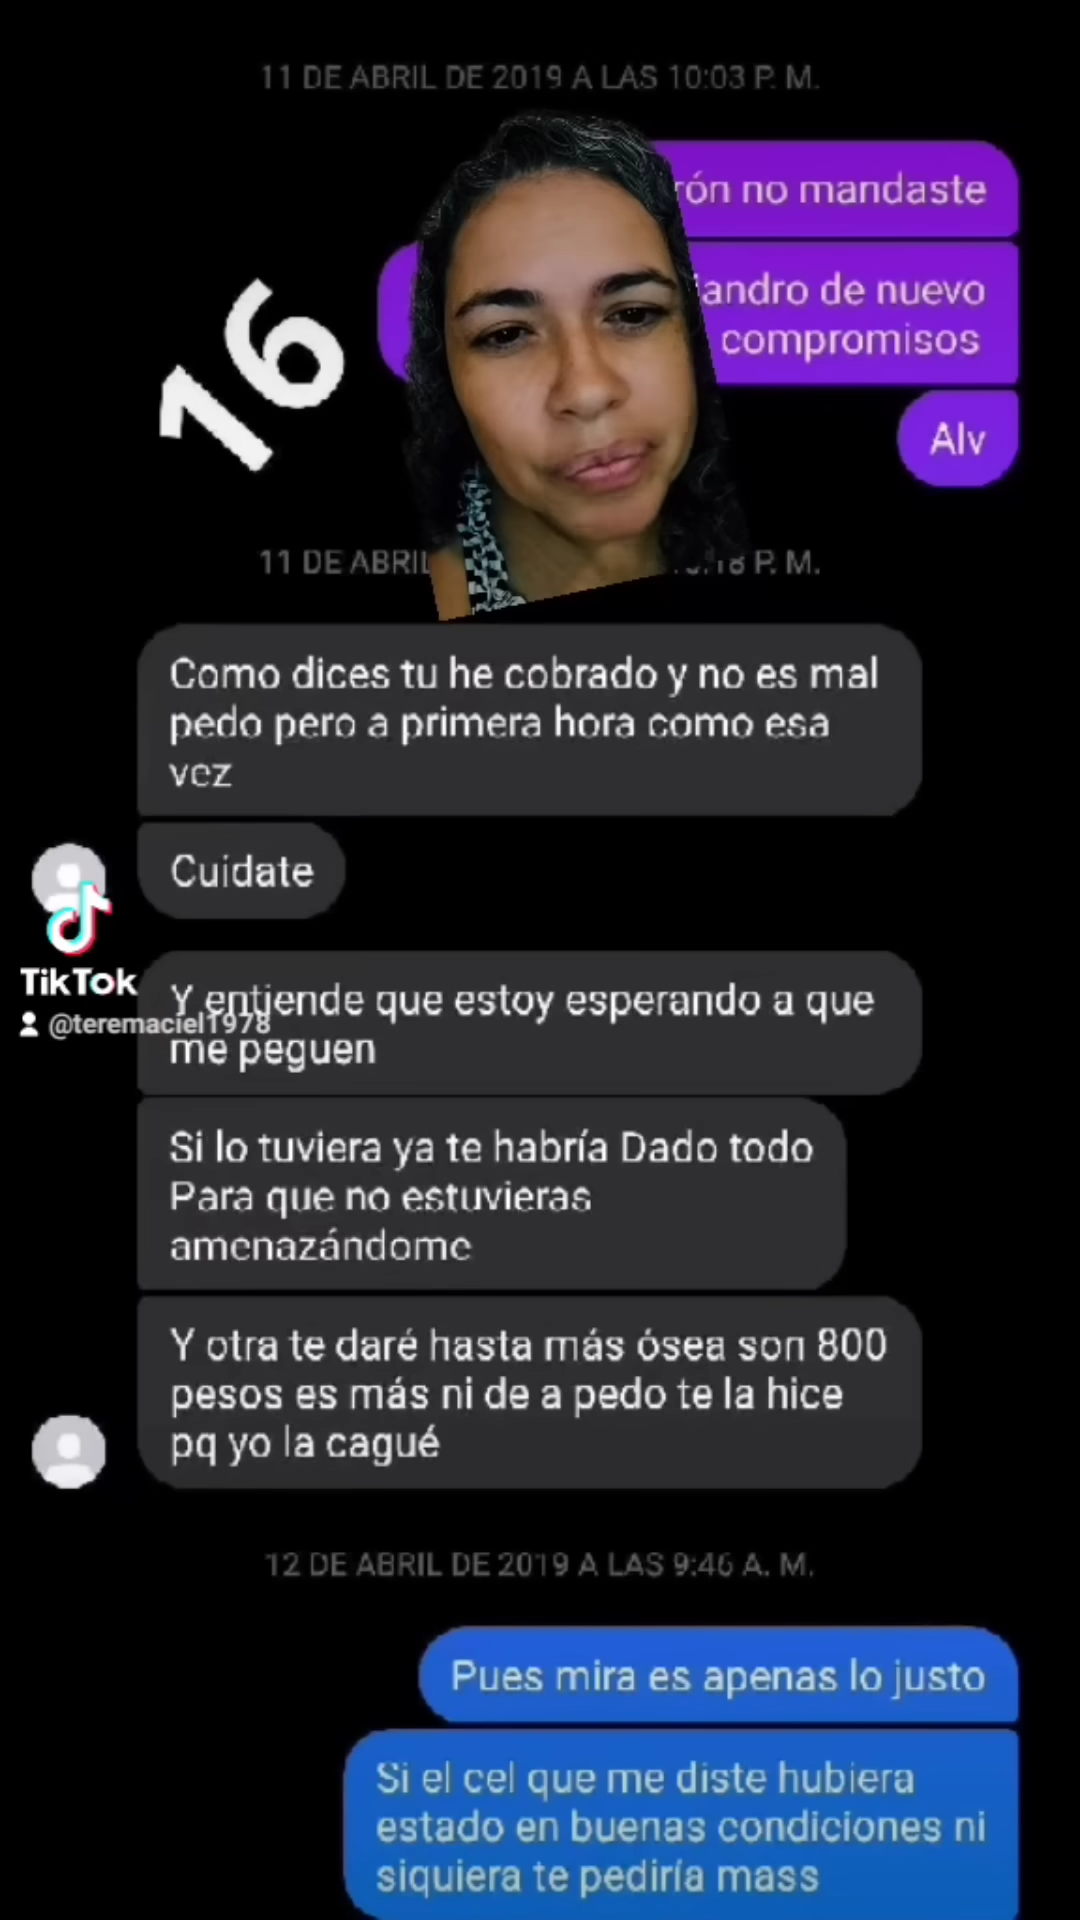 11 DE ABRIL DE 2019 A LAS 10:03 P. M.
no mandaste
de nuevo
compromisos
16
Alv
11 DE P. M.
Como dices tu he cobrado y no es mal
pedo pero a primera hora como esa
vez
Cuidate
TikTok
@teremaciel1978
Y entiende que estoy esperando a que
me peguen
Si lo tuviera ya te habría Dado todo
Para que no estuvieras
amenazándome
Y otra te daré hasta más ósea son 800
pesos es más ni de a pedo te la hice
pq yo la cagué
12 DE ABRIL DE 2019 A LAS 9:46 A. M.
Pues mira es apenas lo justo
Si el cel que me diste hubiera
estado en buenas condiciones ni
siquiera te pediría mass